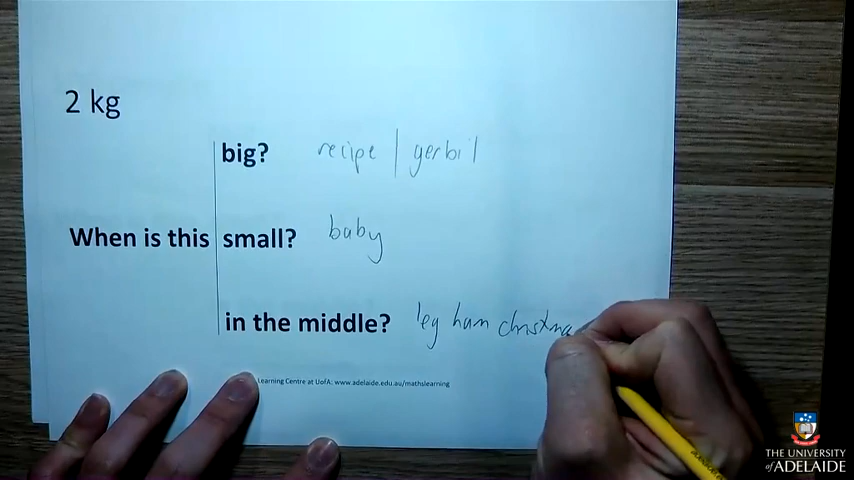 2 kg
big? recipe | gerbil
When is this small? baby
in the middle? leg ham christma
Learning Centre at UofA: www.adelaide.edu.au/mathslearning
THE UNIVERSITY
of ADELAIDE